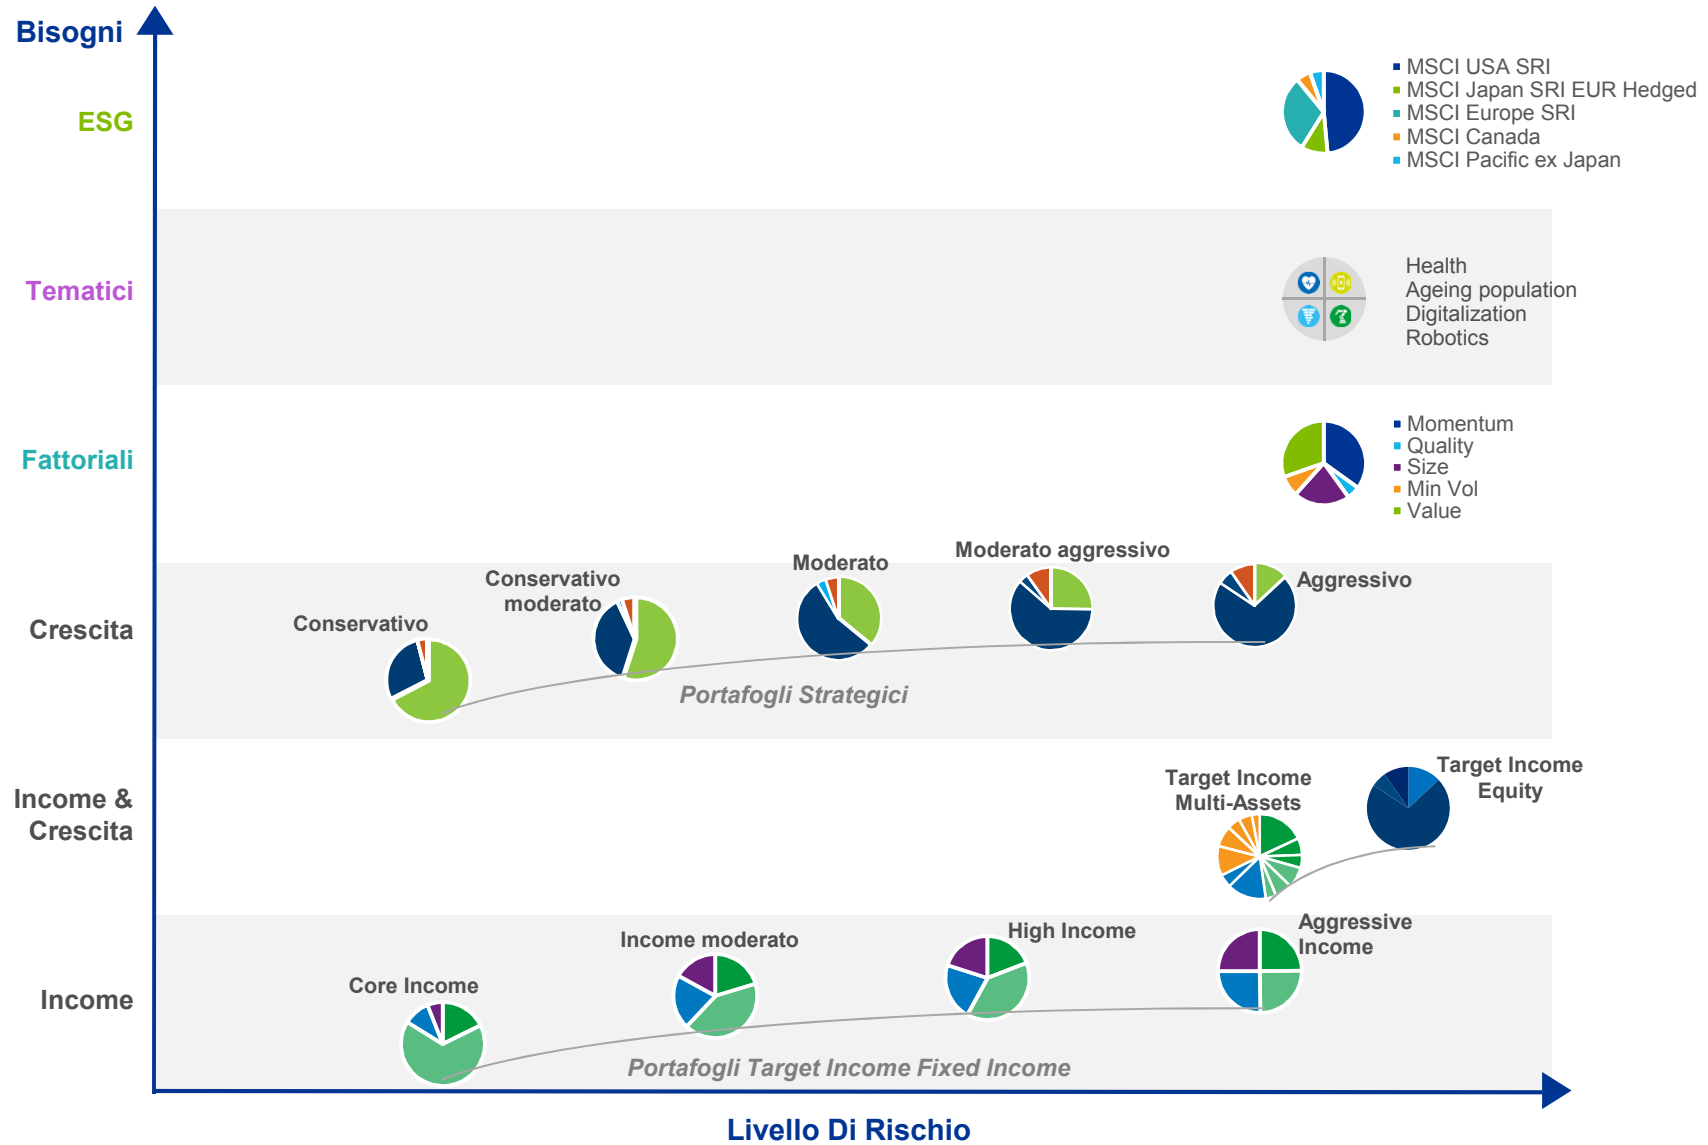 Bisogni
ESG
MSCI USA SRI
MSCI Japan SRI EUR Hedged
MSCI Europe SRI
MSCI Canada
MSCI Pacific ex Japan
Tematici
Health
Ageing population
Digitalization
Robotics
Fattoriali
Momentum
Quality
Size
Min Vol
Value
Crescita
Conservativo
Conservativo
moderato
Moderato
Moderato aggressivo
Aggressivo
Portafogli Strategici
Income &
Crescita
Target Income
Multi-Assets
Target Income
Equity
Income
Core Income
Income moderato
High Income
Aggressive
Income
Portafogli Target Income Fixed Income
Livello Di Rischio